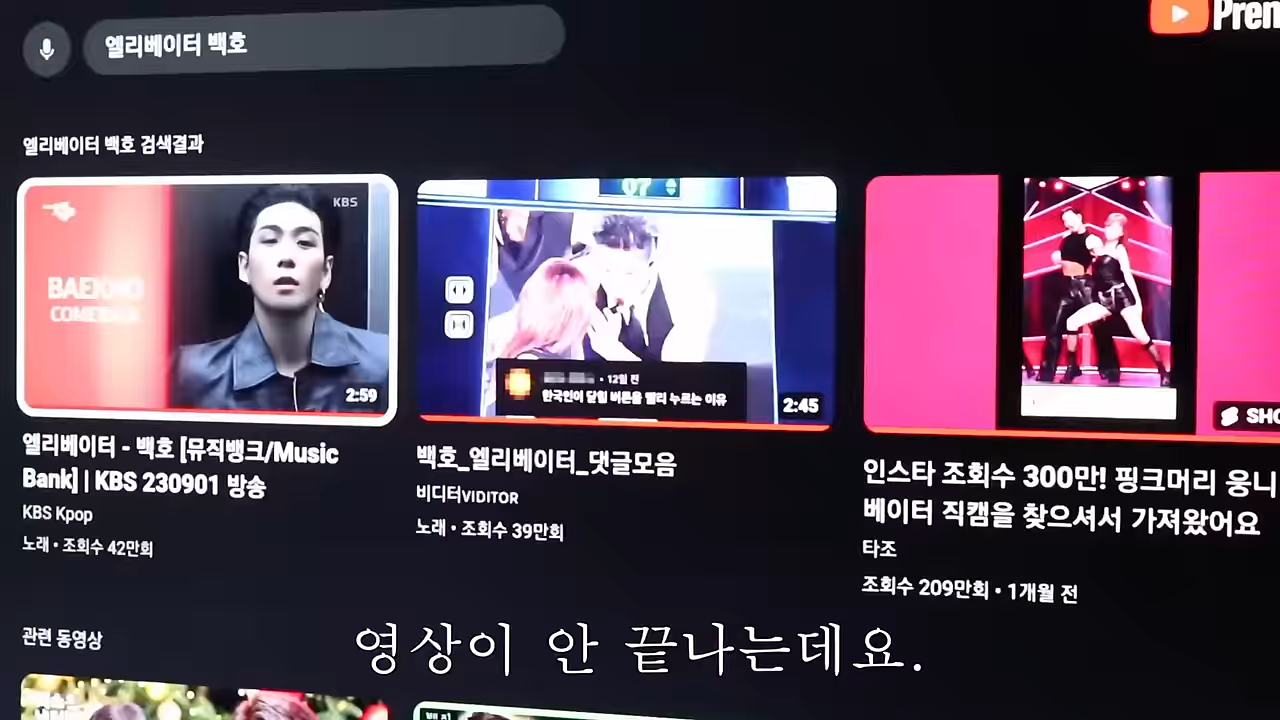 엘리베이터 백호
Pren
엘리베이터 백호 검색결과
KBS
BAEKHO
COMEBACK
2:59
07
12일 전
한국인이 닫힘 버튼을 빨리 누르는 이유
2:45
SHO
엘리베이터 - 백호 [뮤직뱅크/Music
Bank] | KBS 230901 방송
KBS Kpop
노래 • 조회수 42만회
백호_엘리베이터_댓글모음
비디터VIDITOR
노래 • 조회수 39만회
인스타 조회수 300만! 핑크머리 웅니
베이터 직캠을 찾으셔서 가져왔어요
타조
조회수 209만회 • 1개월 전
관련 동영상
영상이 안 끝나는데요.